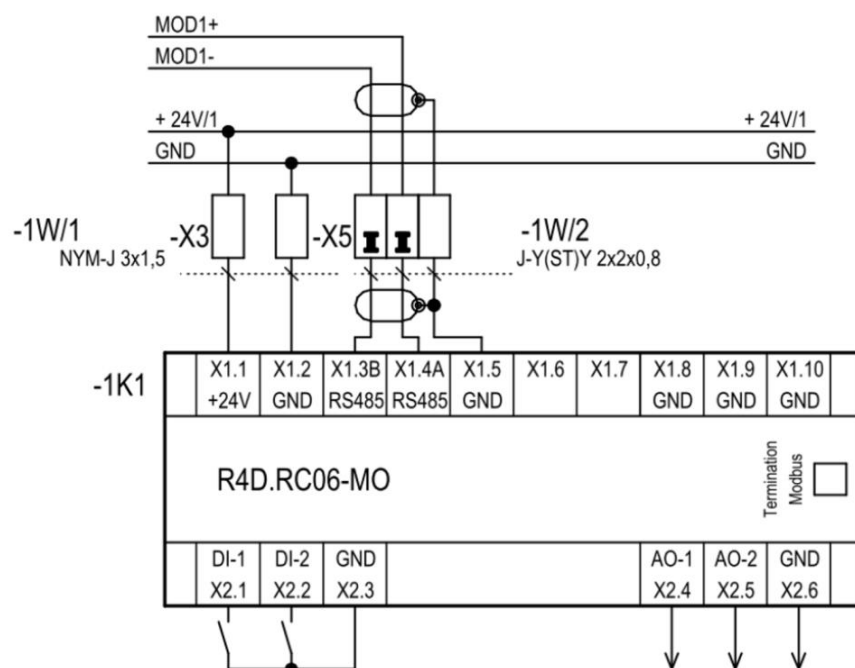 MOD1+
MOD1-
+ 24V/1 + 24V/1
GND GND
-1W/1 -X3 -X5 -1W/2
NYM-J 3x1,5 J-Y(ST)Y 2x2x0,8
-1K1
X1.1 X1.2 X1.3B X1.4A X1.5 X1.6 X1.7 X1.8 X1.9 X1.10
+24V GND RS485 RS485 GND GND GND GND
R4D.RC06-MO
Termination
Modbus
DI-1 DI-2 GND AO-1 AO-2 GND
X2.1 X2.2 X2.3 X2.4 X2.5 X2.6